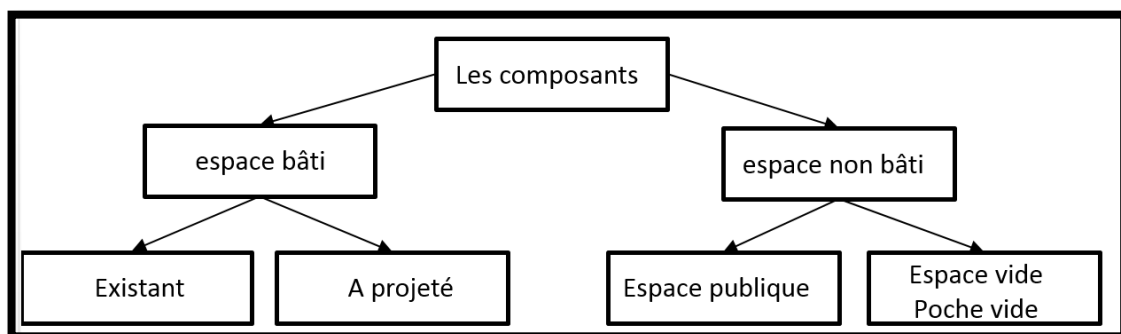 Les composants
espace bâti
espace non bâti
Existant
A projeté
Espace publique
Espace vide
Poche vide